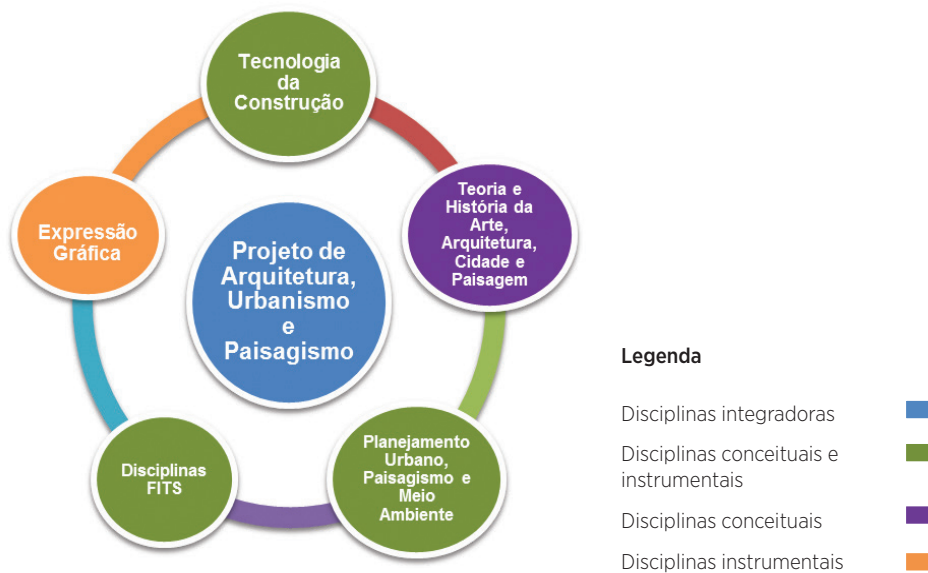 Tecnologia
da
Construção
Teoria e
História da
Arte,
Arquitetura,
Cidade e
Paisagem
Expressão
Gráfica
Projeto de
Arquitetura,
Urbanismo
e
Paisagismo
Disciplinas
FITS
Planejamento
Urbano,
Paisagismo e
Meio
Ambiente
Legenda
Disciplinas integradoras
Disciplinas conceituais e
instrumentais
Disciplinas conceituais
Disciplinas instrumentais